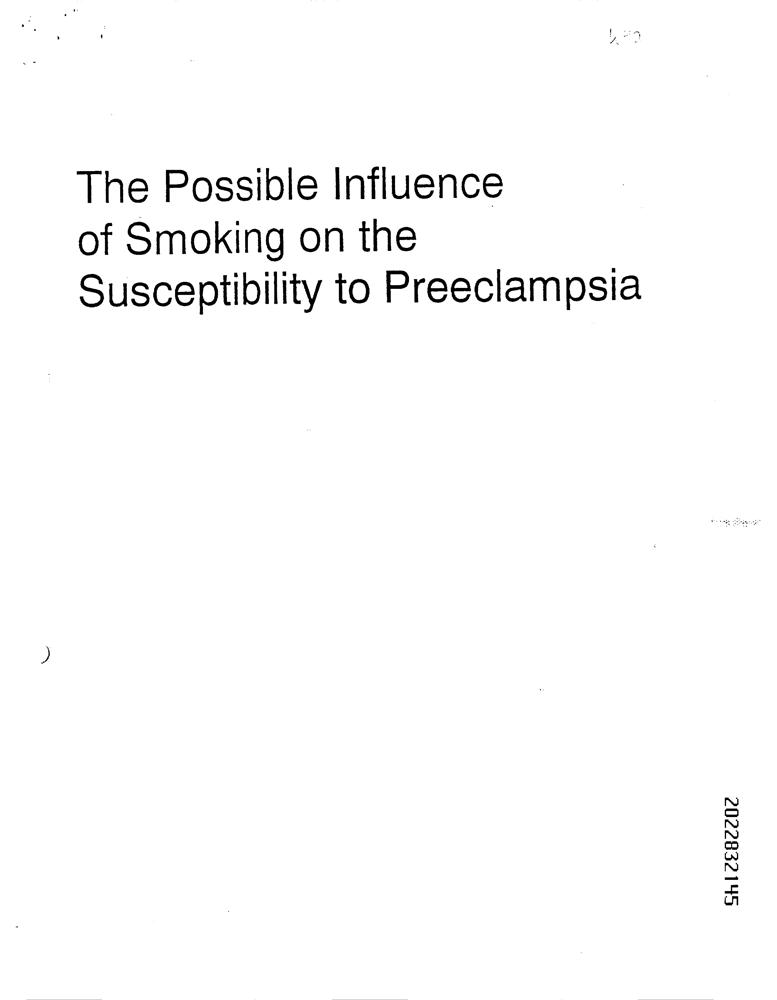 The Possible Influence
of Smoking on the
Susceptibility to Preeclampsia
2022832145